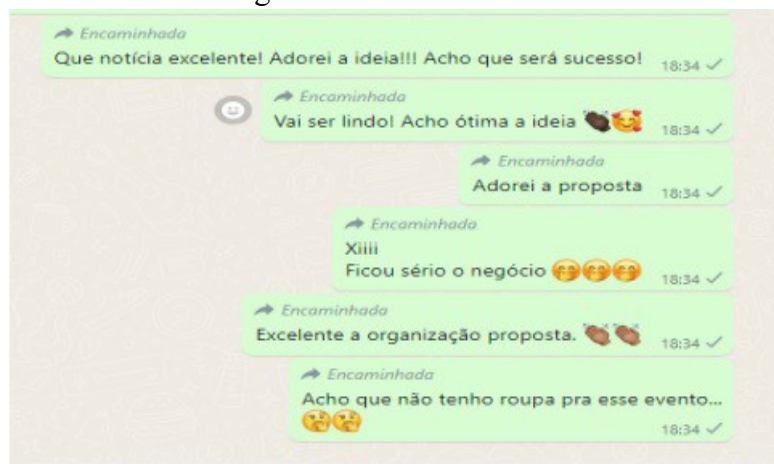 Encaminhada
Que notícia excelente! Adorei a ideia!!! Acho que será sucesso! 18:34
Encaminhada
Vai ser lindo! Acho ótima a ideia 👏🏿🥰 18:34
Encaminhada
Adorei a proposta 18:34
Encaminhada
Xiiii
Ficou sério o negócio 🤭🤭🤭 18:34
Encaminhada
Excelente a organização proposta. 👏🏽👏🏽 18:34
Encaminhada
Acho que não tenho roupa pra esse evento...
🤔🤔 18:34